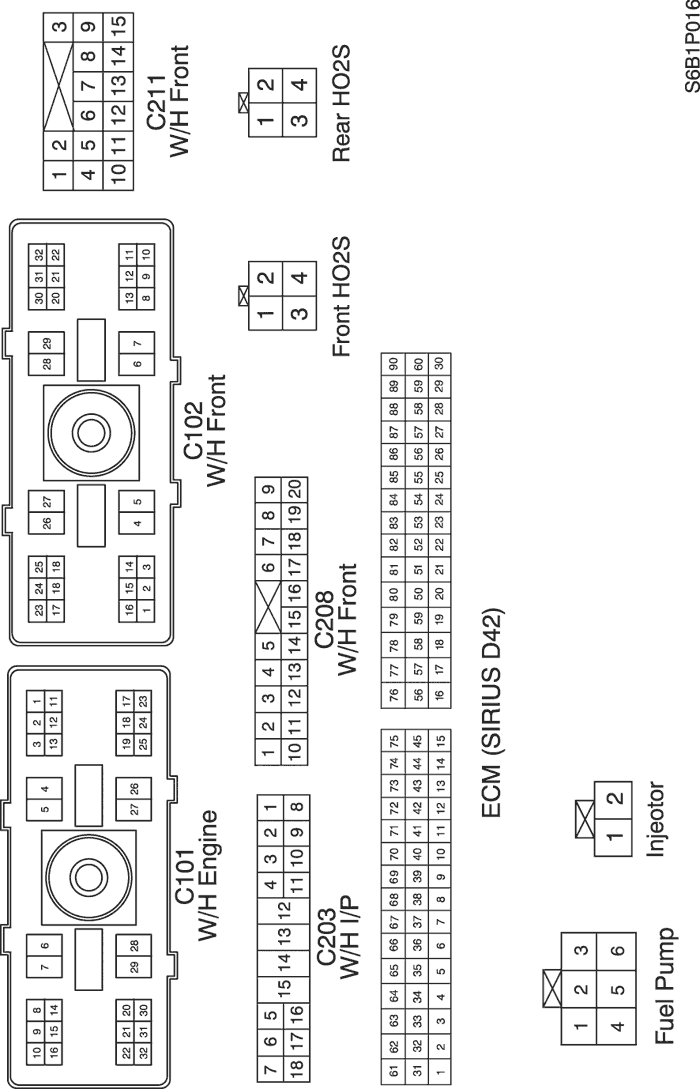 10 9 8
16 15 14
7 6
5 4
3 2 1
13 12 11
22 21 20
32 31 30
29 28
27 26
19 18 17
25 24 23
C101
W/H Engine
23 24 25
17 18 18
26 27
28 29
30 31 32
20 21 22
16 15 14
1 2 3
4 5
6 7
13 12 11
8 9 10
C102
W/H Front
1 2 3
4 5 6 7 8 9
10 11 12 13 14 15
C211
W/H Front
7 6 5 4 3 2 1
15 14 13 12
18 17 16 11 10 9 8
C203
W/H I/P
1 2 3 4 5 6 7 8 9
10 11 12 13 14 15 16 17 18 19 20
C208
W/H Front
1 2
3 4
Front HO2S
1 2
3 4
Rear HO2S
61 62 63 64 65 66 67 68 69 70 71 72 73 74 75
31 32 33 34 35 36 37 38 39 40 41 42 43 44 45
1 2 3 4 5 6 7 8 9 10 11 12 13 14 15
76 77 78 79 80 81 82 83 84 85 86 87 88 89 90
56 57 58 59 50 51 52 53 54 55 56 57 58 59 60
16 17 18 19 20 21 22 23 24 25 26 27 28 29 30
ECM (SIRIUS D42)
1 2 3
4 5 6
Fuel Pump
1 2
Injeotor
S6B1P016